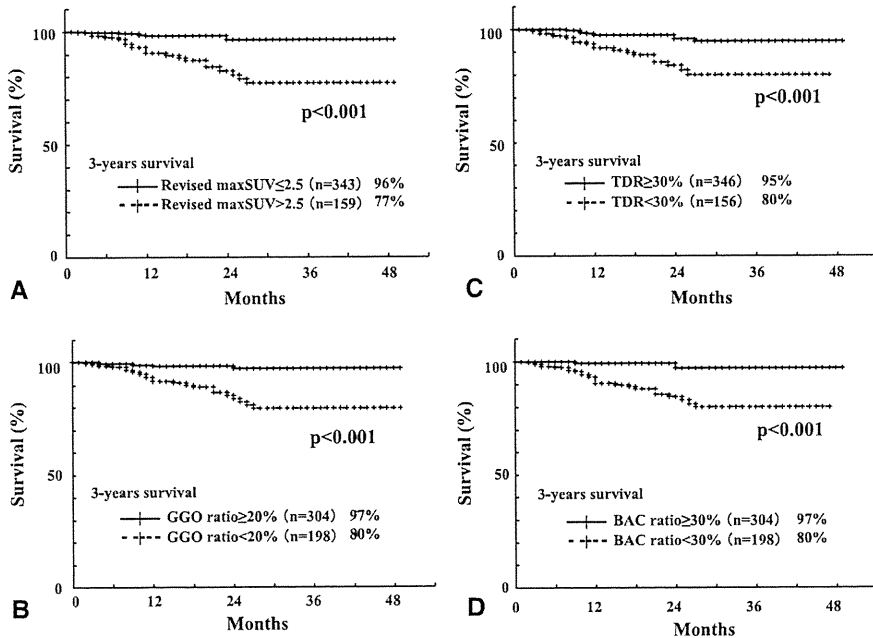 100
50
0
Survival (%)
p<0.001
3-years survival
Revised maxSUV≤2.5 (n=343) 96%
Revised maxSUV>2.5 (n=159) 77%
0 12 24 36 48
Months
A
100
50
0
Survival (%)
p<0.001
3-years survival
TDR≥30% (n=346) 95%
TDR<30% (n=156) 80%
0 12 24 36 48
Months
C
100
50
0
Survival (%)
p<0.001
3-years survival
GGO ratio≥20% (n=304) 97%
GGO ratio<20% (n=198) 80%
0 12 24 36 48
Months
B
100
50
0
Survival (%)
p<0.001
3-years survival
BAC ratio≥30% (n=304) 97%
BAC ratio<30% (n=198) 80%
0 12 24 36 48
Months
D